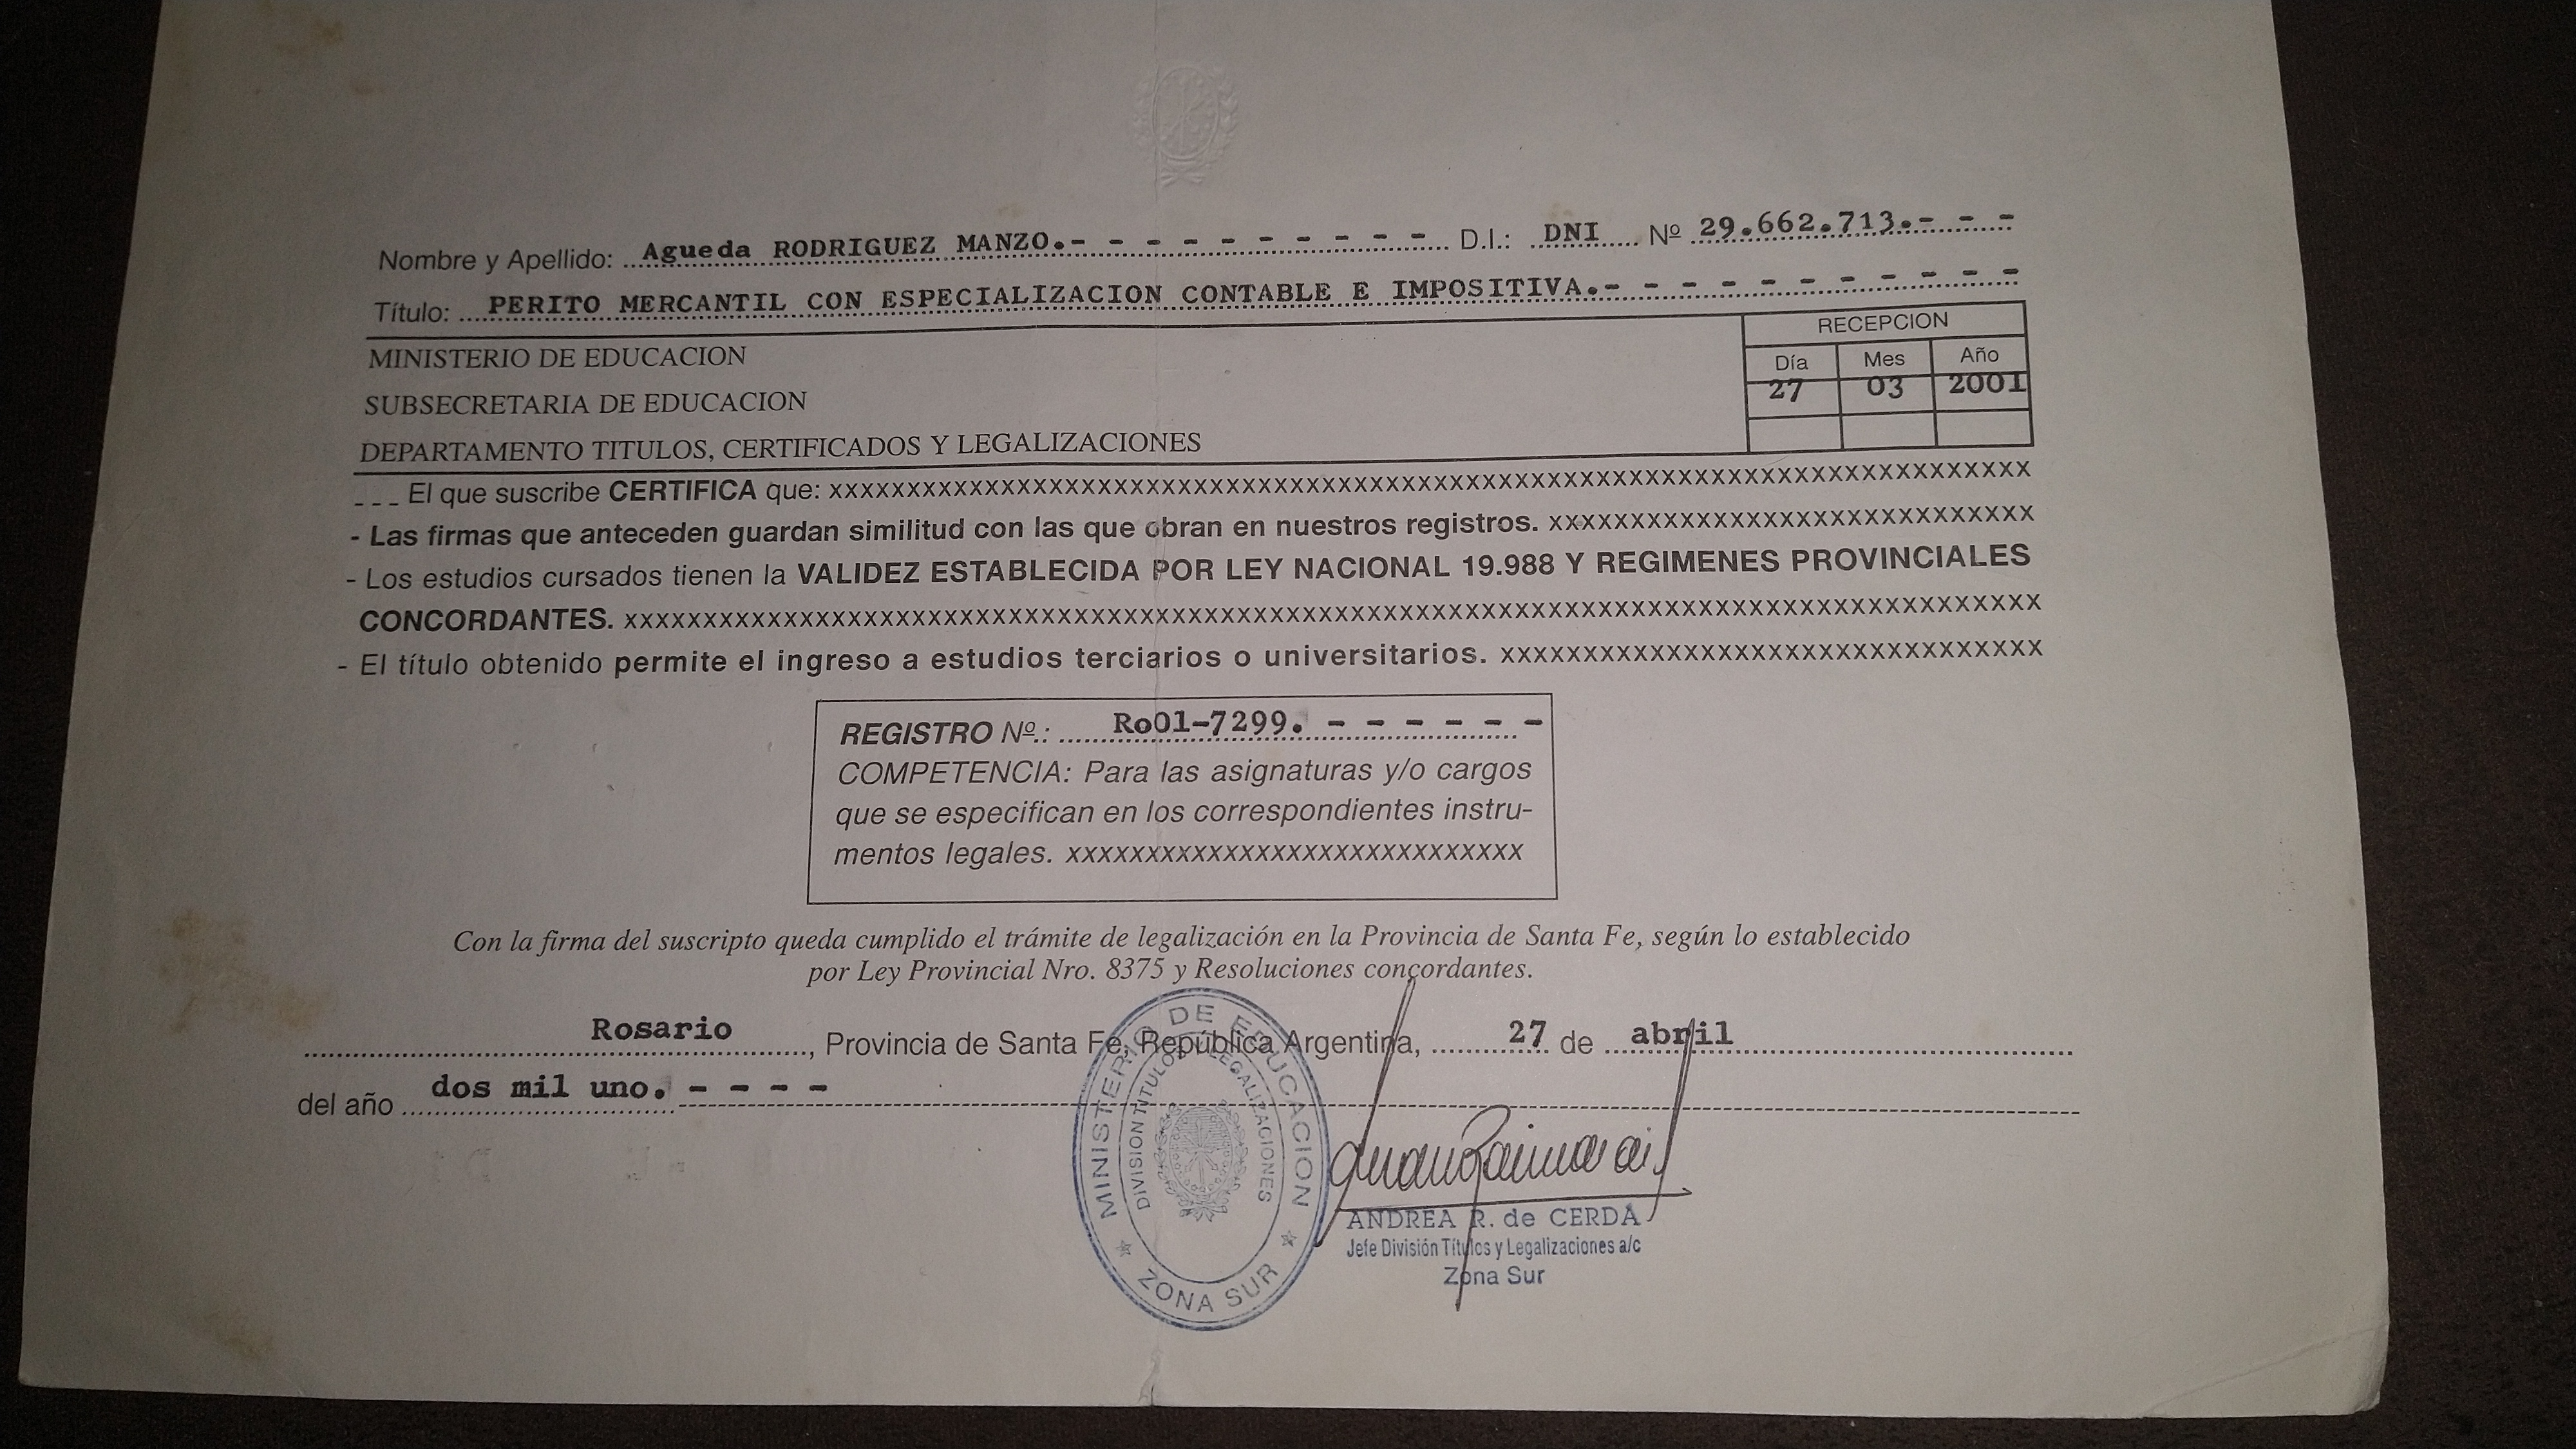 Nombre y Apellido: Agueda RODRIGUEZ MANZO.- - - - - - - - - - D.I.: DNI Nº 29.662.713.- - -
Título: PERITO MERCANTIL CON ESPECIALIZACION CONTABLE E IMPOSITIVA.- - - - - - - - - -
RECEPCION
Día Mes Año
27 03 2001
MINISTERIO DE EDUCACION
SUBSECRETARIA DE EDUCACION
DEPARTAMENTO TITULOS, CERTIFICADOS Y LEGALIZACIONES
_ _ _ El que suscribe CERTIFICA que: xxxxxxxxxxxxxxxxxxxxxxxxxxxxxxxxxxxxxxxxxxxxxxxxxxxxxxxxxxxxxxxxxxxxxxxxxxxx
- Las firmas que anteceden guardan similitud con las que obran en nuestros registros. xxxxxxxxxxxxxxxxxxxxxxxxxxxxxx
- Los estudios cursados tienen la VALIDEZ ESTABLECIDA POR LEY NACIONAL 19.988 Y REGIMENES PROVINCIALES
CONCORDANTES. xxxxxxxxxxxxxxxxxxxxxxxxxxxxxxxxxxxxxxxxxxxxxxxxxxxxxxxxxxxxxxxxxxxxxxxxxxxxxxxxxxxxxxxxxx
- El título obtenido permite el ingreso a estudios terciarios o universitarios. xxxxxxxxxxxxxxxxxxxxxxxxxxxxxxxxx
REGISTRO Nº.: Ro01-7299. - - - - - -
COMPETENCIA: Para las asignaturas y/o cargos
que se especifican en los correspondientes instru-
mentos legales. xxxxxxxxxxxxxxxxxxxxxxxxxxxxx
Con la firma del suscripto queda cumplido el trámite de legalización en la Provincia de Santa Fe, según lo establecido
por Ley Provincial Nro. 8375 y Resoluciones concordantes.
Rosario, Provincia de Santa Fe, República Argentina, 27 de abril
del año dos mil uno. - - - -
MINISTERIO DE EDUCACION
DIVISION TITULOS Y LEGALIZACIONES
ZONA SUR
ANDREA R. de CERDA
Jefe División Títulos y Legalizaciones a/c
Zona Sur